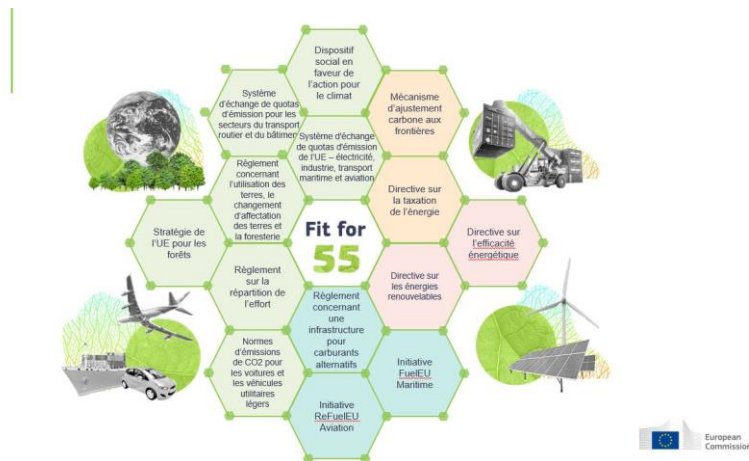 Dispositif
social en
faveur de
l'action pour
le climat
Système
d'échange de quotas
d'émission pour les
secteurs du transport
routier et du bâtiment
Mécanisme
d'ajustement
carbone aux
frontières
Système d'échange
de quotas d'émission
de l'UE – électricité,
industrie, transport
maritime et aviation
Règlement
concernant
l'utilisation des
terres, le
changement
d'affectation
des terres et
la foresterie
Directive sur
la taxation
de l'énergie
Stratégie de
l'UE pour les
forêts
Fit for
55
Directive sur
l'efficacité
énergétique
Règlement
sur la
répartition de
l'effort
Directive sur
les énergies
renouvelables
Règlement
concernant
une
infrastructure
pour
carburants
alternatifs
Normes
d'émissions
de CO2 pour
les voitures et
les véhicules
utilitaires
légers
Initiative
FuelEU
Maritime
Initiative
ReFuelEU
Aviation
European
Commission